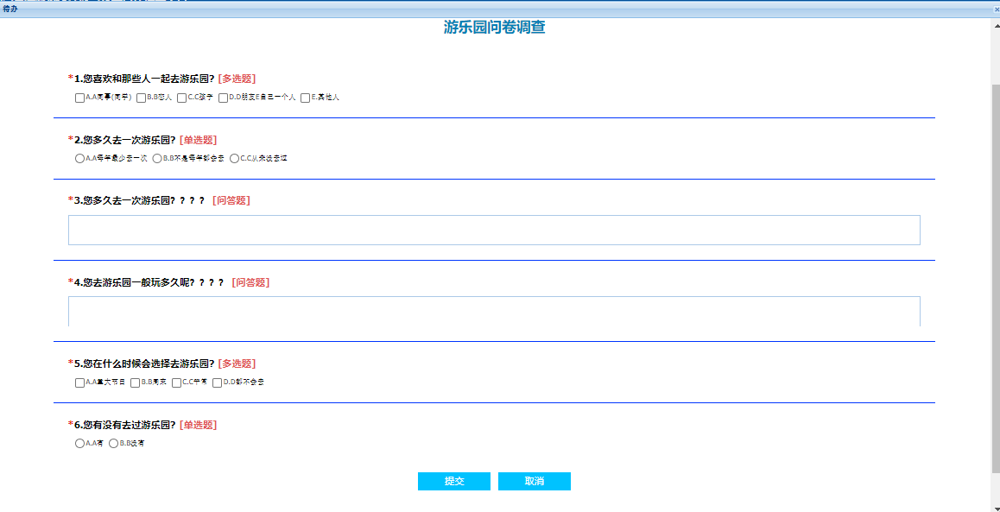 待办
游乐园问卷调查
*1.您喜欢和那些人一起去游乐园? [多选题]
A.A同事(同学) B.B恋人 C.C孩子 D.D朋友E自己一个人 E.其他人
*2.您多久去一次游乐园? [单选题]
A.A每年最少去一次 B.B不是每年都会去 C.C从来没去过
*3.您多久去一次游乐园? ? ? ? [问答题]
*4.您去游乐园一般玩多久呢? ? ? ? [问答题]
*5.您在什么时候会选择去游乐园? [多选题]
A.A重大节日 B.B周末 C.C平常 D.D都不会去
*6.您有没有去过游乐园? [单选题]
A.A有 B.B没有
提交 取消